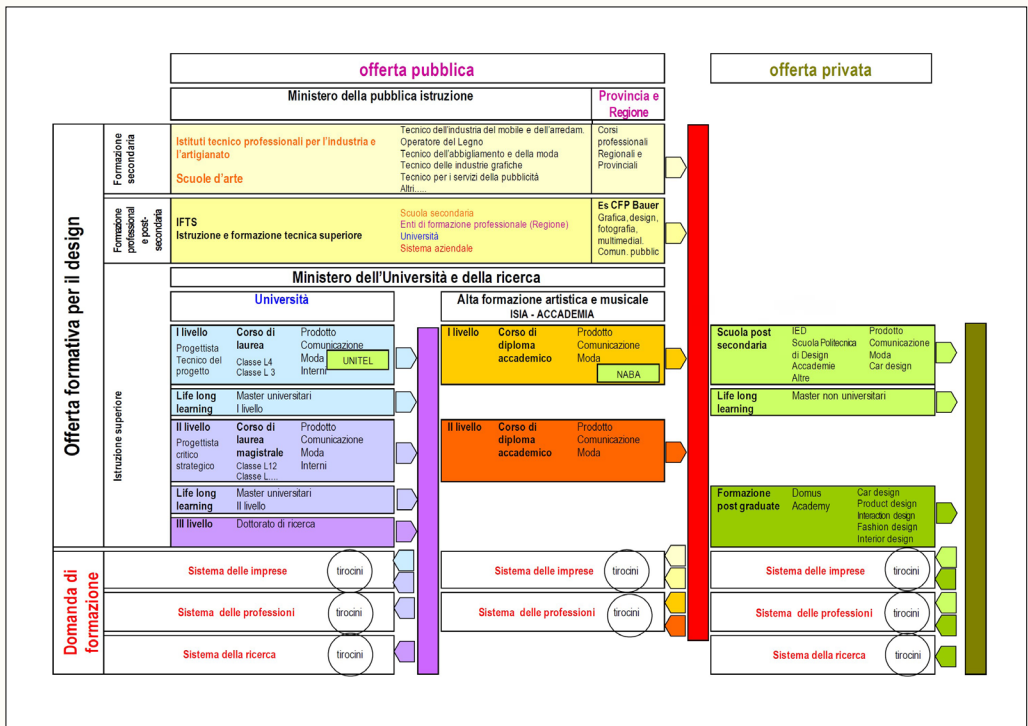 offerta pubblica
offerta privata
Ministero della pubblica istruzione
Provincia e
Regione
Offerta formativa per il design
Formazione
secondaria
Istituti tecnico professionali per l'industria e
l'artigianato
Scuole d'arte
Tecnico dell'industria del mobile e dell'arredam.
Operatore del Legno
Tecnico dell'abbigliamento e della moda
Tecnico delle industrie grafiche
Tecnico per i servizi della pubblicità
Altri.....
Corsi
professionali
Regionali e
Provinciali
Formazione
professional
e post-
secondaria
IFTS
Istruzione e formazione tecnica superiore
Scuola secondaria
Enti di formazione professionale (Regione)
Università
Sistema aziendale
Es CFP Bauer
Grafica, design,
fotografia,
multimedial.
Comun. pubblic
Ministero dell'Università e della ricerca
Università
Alta formazione artistica e musicale
ISIA - ACCADEMIA
Istruzione superiore
I livello
Progettista
Tecnico del
progetto
Corso di
laurea
Classe L4
Classe L 3
Prodotto
Comunicazione
Moda
Interni
UNITEL
I livello
Corso di
diploma
accademico
Prodotto
Comunicazione
Moda
NABA
Scuola post
secondaria
IED
Scuola Politecnica
di Design
Accademie
Altre
Prodotto
Comunicazione
Moda
Car design
Life long
learning
Master universitari
I livello
Life long
learning
Master non universitari
II livello
Progettista
critico
strategico
Corso di
laurea
magistrale
Classe L12
Classe L....
Prodotto
Comunicazione
Moda
Interni
II livello
Corso di
diploma
accademico
Prodotto
Comunicazione
Moda
Life long
learning
Master universitari
II livello
Formazione
post graduate
Domus
Academy
Car design
Product design
Interaction design
Fashion design
Interior design
III livello
Dottorato di ricerca
Domanda di
formazione
Sistema delle imprese
tirocini
Sistema delle imprese
tirocini
Sistema delle imprese
tirocini
Sistema delle professioni
tirocini
Sistema delle professioni
tirocini
Sistema delle professioni
tirocini
Sistema della ricerca
tirocini
Sistema della ricerca
tirocini